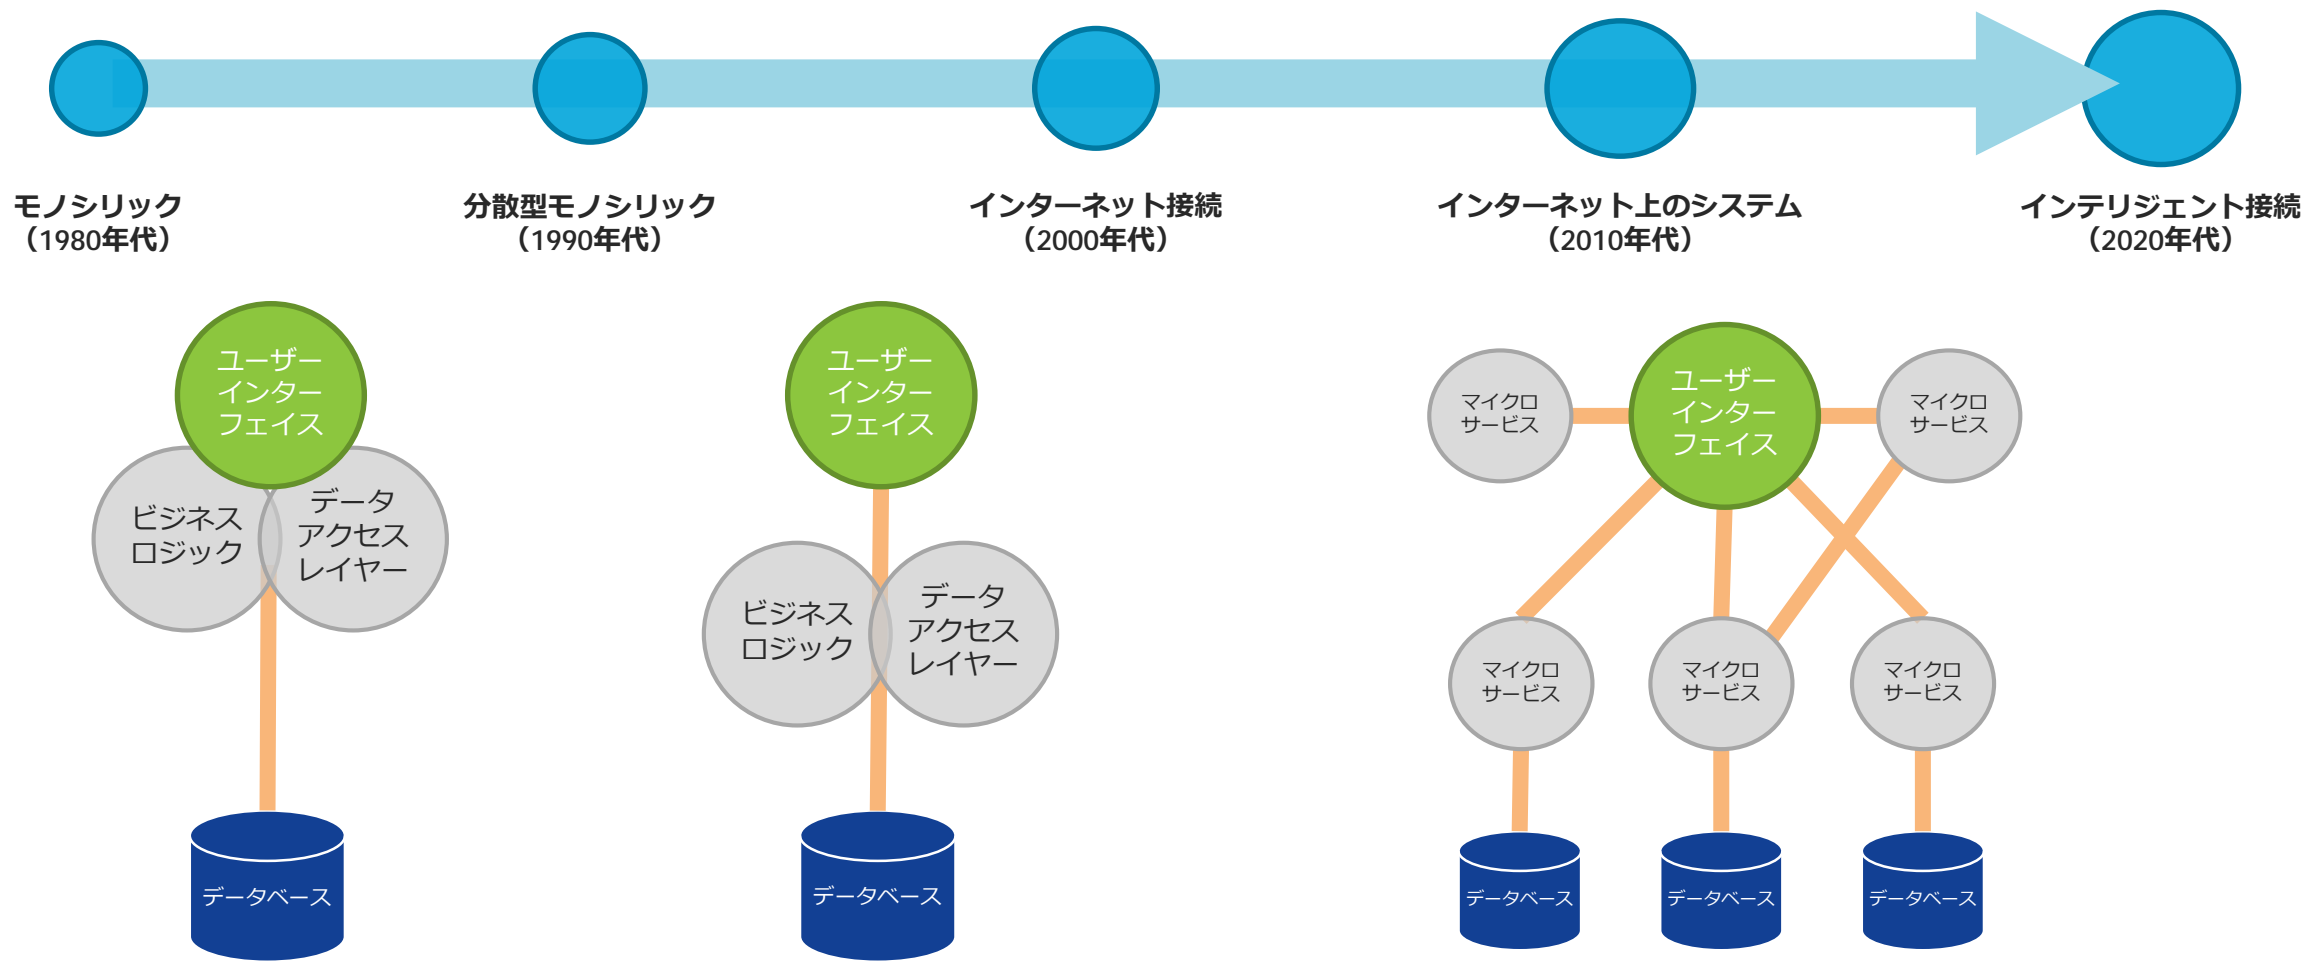 モノシリック
（1980年代）
分散型モノシリック
（1990年代）
インターネット接続
（2000年代）
インターネット上のシステム
（2010年代）
インテリジェント接続
（2020年代）
ユーザー
インター
フェイス
ビジネス
ロジック
データ
アクセス
レイヤー
データベース
ユーザー
インター
フェイス
ビジネス
ロジック
データ
アクセス
レイヤー
データベース
マイクロ
サービス
ユーザー
インター
フェイス
マイクロ
サービス
マイクロ
サービス
マイクロ
サービス
マイクロ
サービス
データベース
データベース
データベース